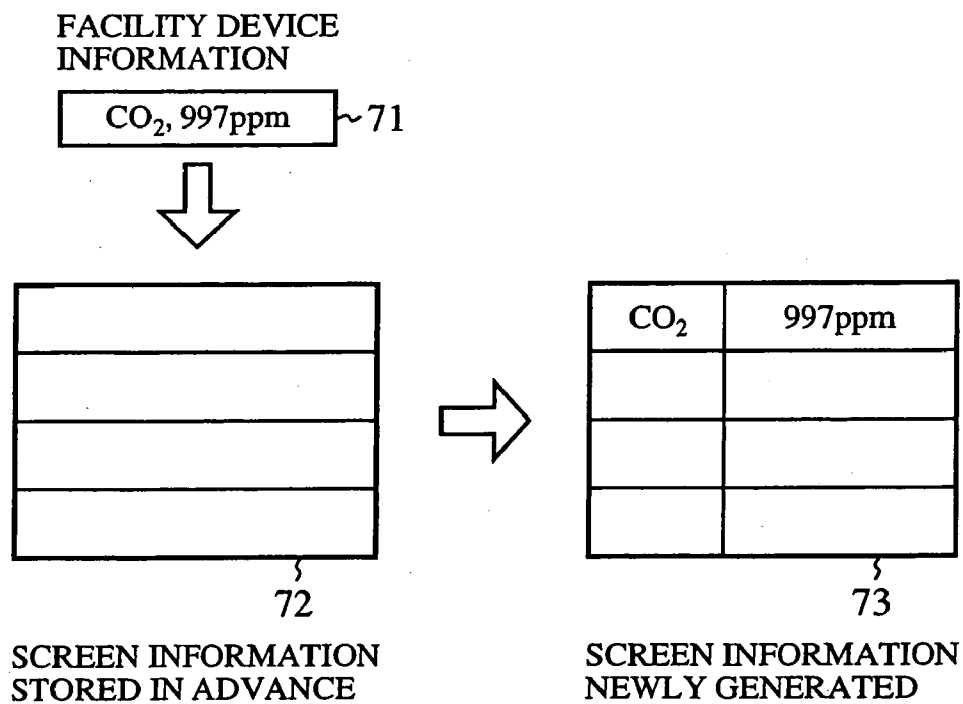 FACILITY DEVICE
INFORMATION
CO₂, 997ppm
71
CO₂ 997ppm
72
73
SCREEN INFORMATION
STORED IN ADVANCE
SCREEN INFORMATION
NEWLY GENERATED